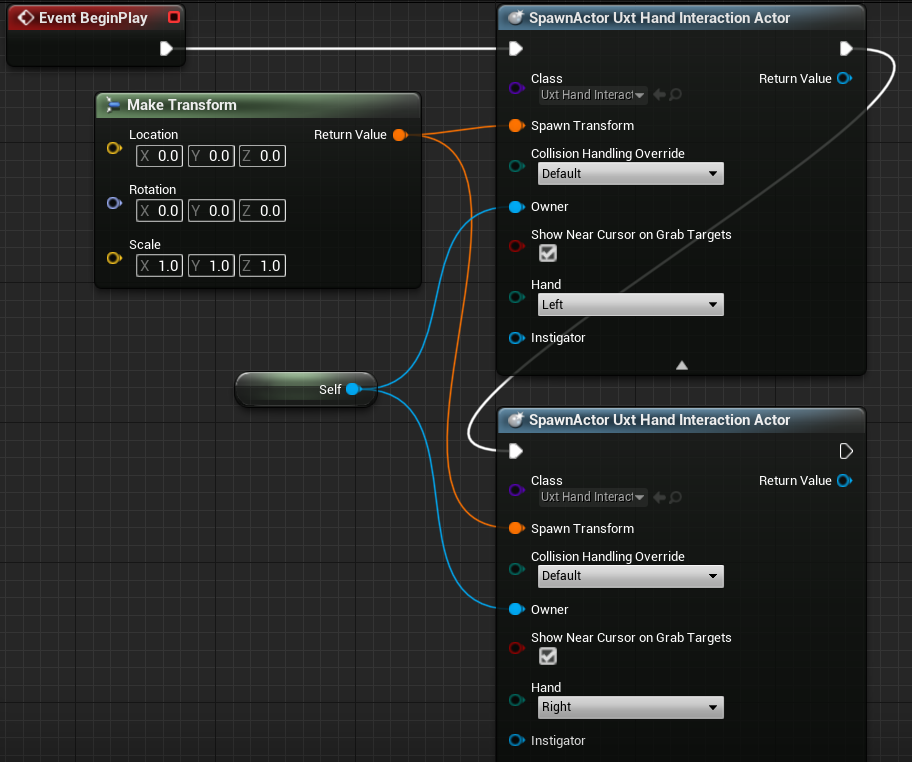 Event BeginPlay
Make Transform
Location
Return Value
X 0.0 Y 0.0 Z 0.0
Rotation
X 0.0 Y 0.0 Z 0.0
Scale
X 1.0 Y 1.0 Z 1.0
Self
SpawnActor Uxt Hand Interaction Actor
Class
Return Value
Uxt Hand Interact
Spawn Transform
Collision Handling Override
Default
Owner
Show Near Cursor on Grab Targets
Hand
Left
Instigator
SpawnActor Uxt Hand Interaction Actor
Class
Return Value
Uxt Hand Interact
Spawn Transform
Collision Handling Override
Default
Owner
Show Near Cursor on Grab Targets
Hand
Right
Instigator